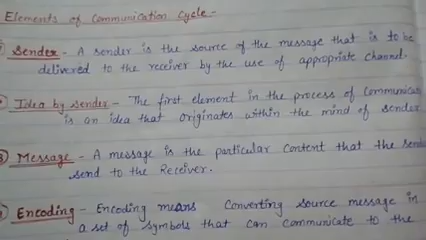 Elements of Communication Cycle -
Sender - A sender is the source of the message that is to be
delivered to the receiver by the use of appropriate channel.
Idea by sender - The first element in the process of Communica
is an idea that originates within the mind of sender
Message - A message is the particular content that the sende
send to the Receiver.
Encoding - Encoding means Converting source message in
a set of symbols that can communicate to the